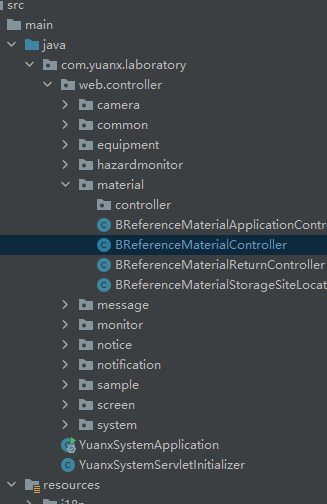 src
main
java
com.yuanx.laboratory
web.controller
camera
common
equipment
hazardmonitor
material
controller
BReferenceMaterialApplicationContr
BReferenceMaterialController
BReferenceMaterialReturnController
BReferenceMaterialStorageSiteLocat
message
monitor
notice
notification
sample
screen
system
YuanxSystemApplication
YuanxSystemServletInitializer
resources
i18n